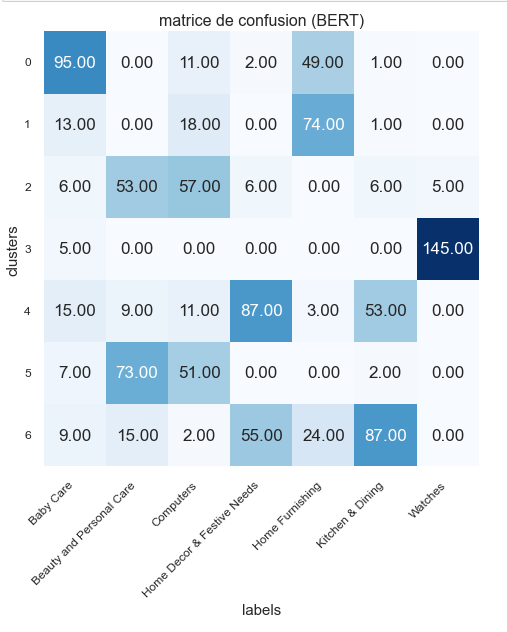 matrice de confusion (BERT)
0 95.00 0.00 11.00 2.00 49.00 1.00 0.00
1 13.00 0.00 18.00 0.00 74.00 1.00 0.00
2 6.00 53.00 57.00 6.00 0.00 6.00 5.00
3 5.00 0.00 0.00 0.00 0.00 0.00 145.00
4 15.00 9.00 11.00 87.00 3.00 53.00 0.00
5 7.00 73.00 51.00 0.00 0.00 2.00 0.00
6 9.00 15.00 2.00 55.00 24.00 87.00 0.00
clusters
Baby Care
Beauty and Personal Care
Computers
Home Decor & Festive Needs
Home Furnishing
Kitchen & Dining
Watches
labels